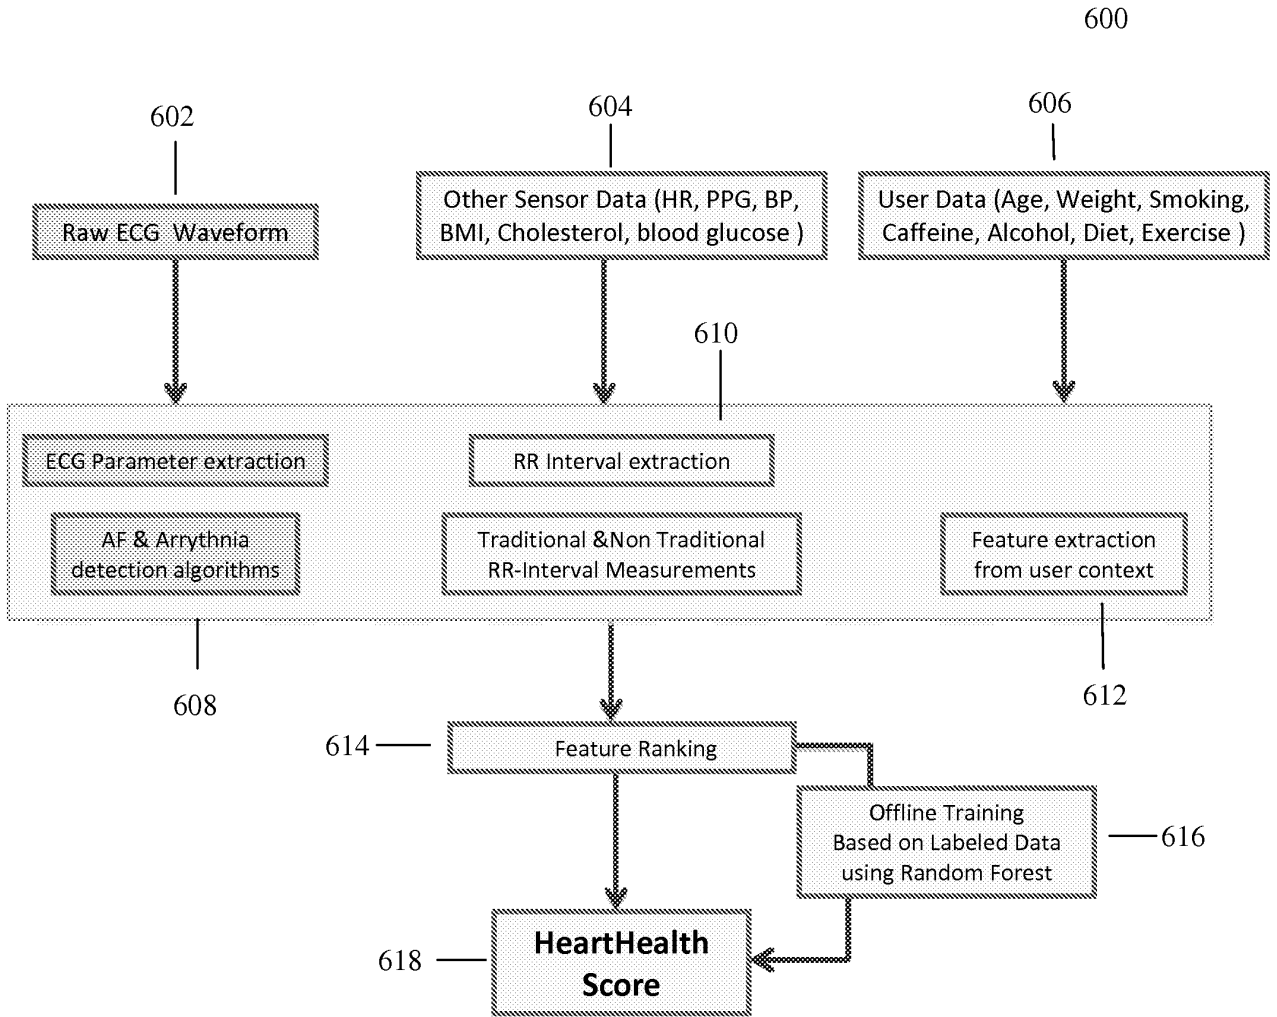 600
602
604
606
Raw ECG Waveform
Other Sensor Data (HR, PPG, BP,
BMI, Cholesterol, blood glucose )
User Data (Age, Weight, Smoking,
Caffeine, Alcohol, Diet, Exercise )
610
ECG Parameter extraction
RR Interval extraction
AF & Arrythnia
detection algorithms
Traditional &Non Traditional
RR-Interval Measurements
Feature extraction
from user context
608
612
614
Feature Ranking
Offline Training
Based on Labeled Data
using Random Forest
616
618
HeartHealth
Score